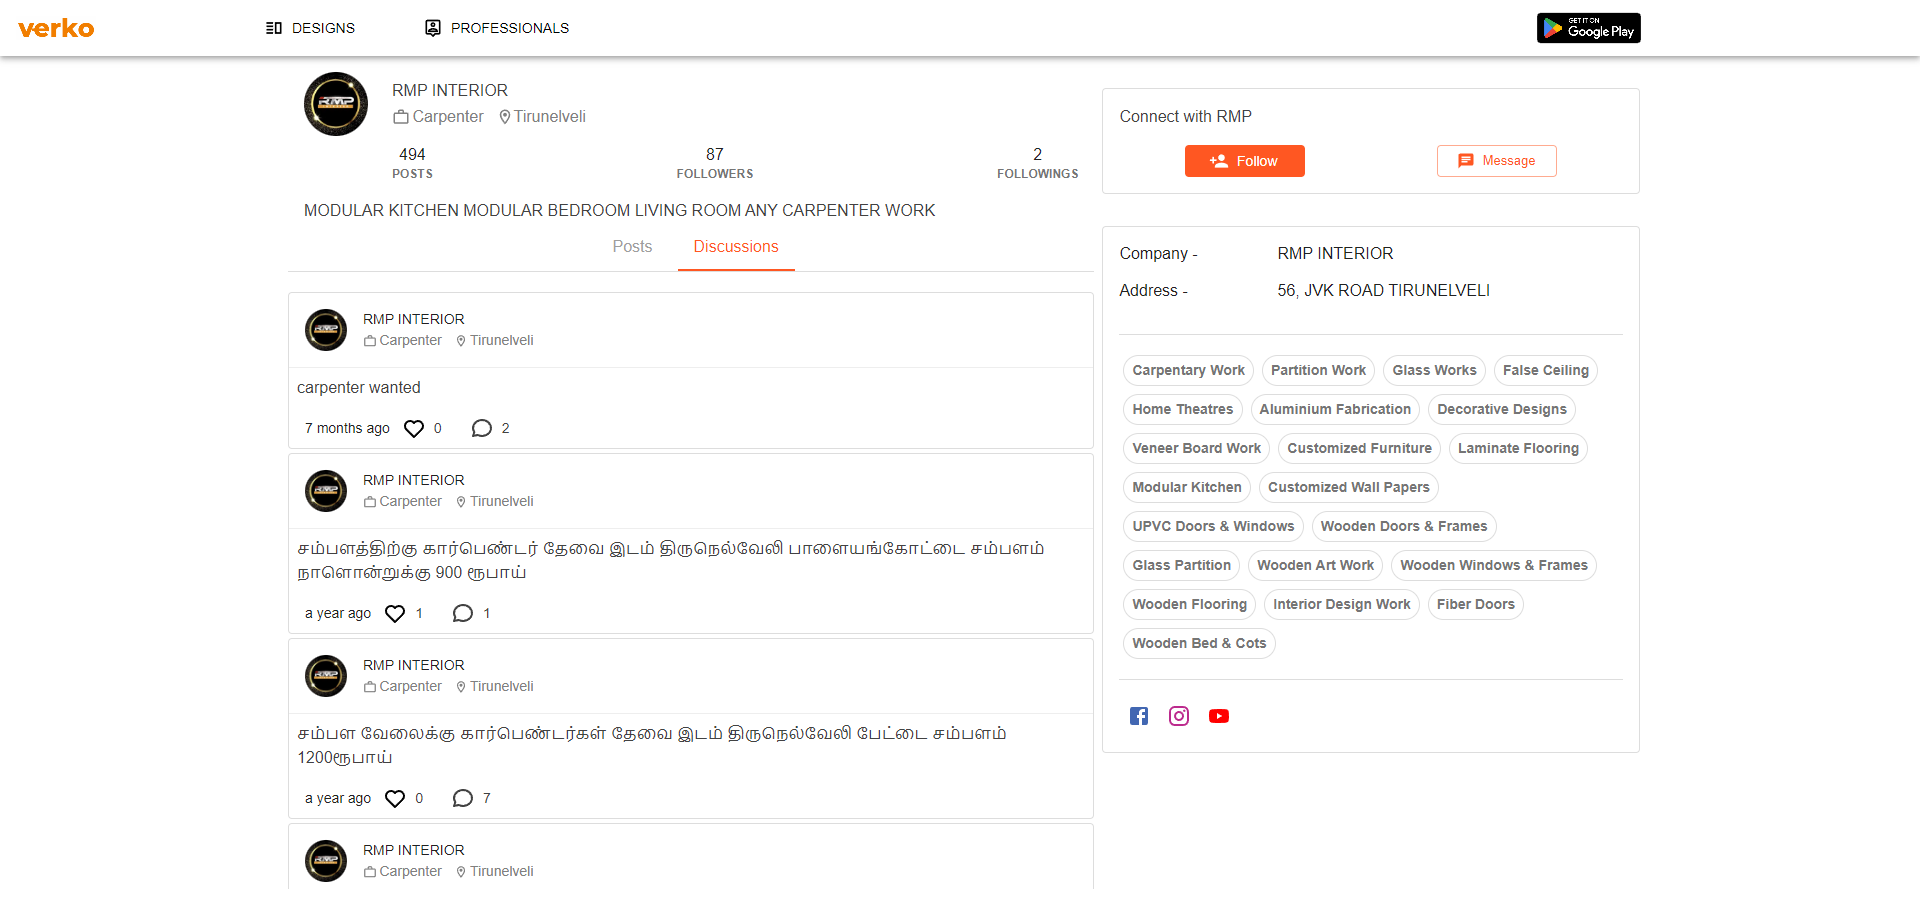 verko
DESIGNS
PROFESSIONALS
GET IT ON
Google Play
RMP
RMP INTERIOR
Carpenter Tirunelveli
494 87 2
POSTS FOLLOWERS FOLLOWINGS
MODULAR KITCHEN MODULAR BEDROOM LIVING ROOM ANY CARPENTER WORK
Posts Discussions
RMP
RMP INTERIOR
Carpenter Tirunelveli
carpenter wanted
7 months ago 0 2
RMP
RMP INTERIOR
Carpenter Tirunelveli
சம்பளத்திற்கு கார்பெண்டர் தேவை இடம் திருநெல்வேலி பாளையங்கோட்டை சம்பளம்
நாளொன்றுக்கு 900 ரூபாய்
a year ago 1 1
RMP
RMP INTERIOR
Carpenter Tirunelveli
சம்பள வேலைக்கு கார்பெண்டர்கள் தேவை இடம் திருநெல்வேலி பேட்டை சம்பளம்
1200ரூபாய்
a year ago 0 7
RMP
RMP INTERIOR
Carpenter Tirunelveli
Connect with RMP
Follow Message
Company - RMP INTERIOR
Address - 56, JVK ROAD TIRUNELVELI
Carpentary Work Partition Work Glass Works False Ceiling
Home Theatres Aluminium Fabrication Decorative Designs
Veneer Board Work Customized Furniture Laminate Flooring
Modular Kitchen Customized Wall Papers
UPVC Doors & Windows Wooden Doors & Frames
Glass Partition Wooden Art Work Wooden Windows & Frames
Wooden Flooring Interior Design Work Fiber Doors
Wooden Bed & Cots